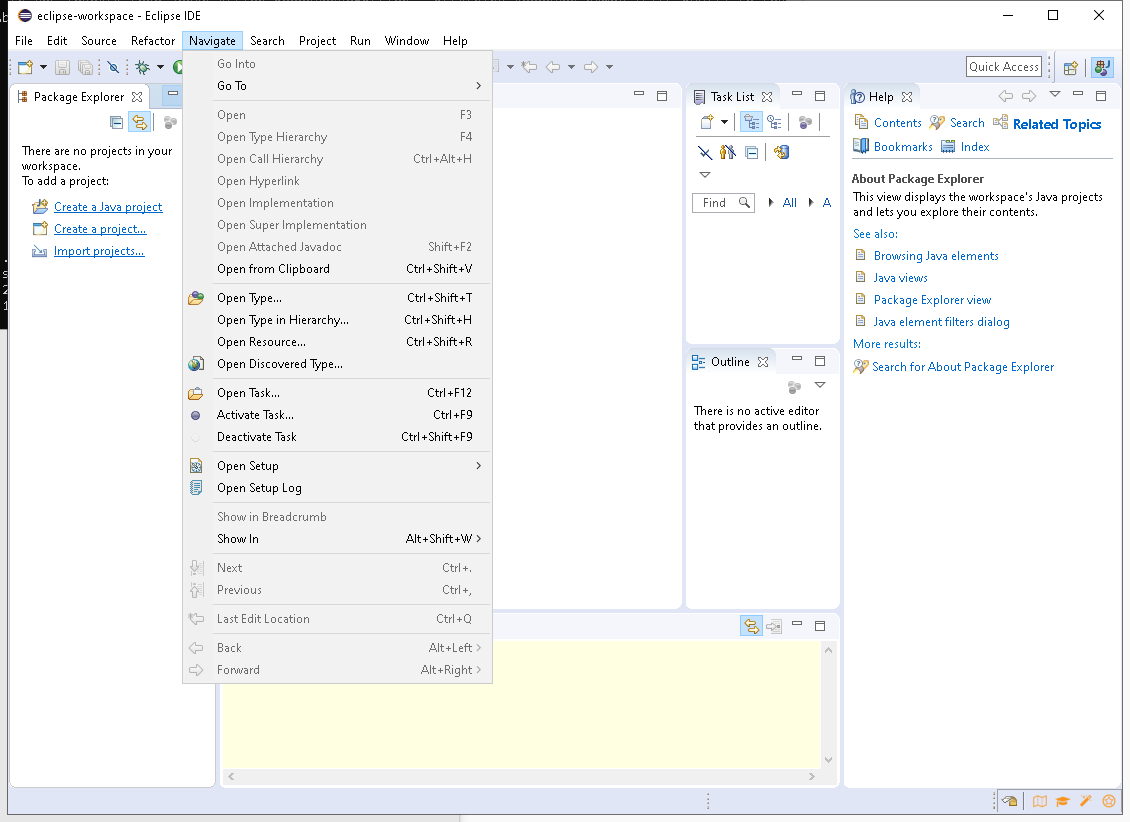 eclipse-workspace - Eclipse IDE
File Edit Source Refactor Navigate Search Project Run Window Help
Quick Access
Package Explorer
There are no projects in your
workspace.
To add a project:
Create a Java project
Create a project...
Import projects...
Go Into
Go To
Open F3
Open Type Hierarchy F4
Open Call Hierarchy Ctrl+Alt+H
Open Hyperlink
Open Implementation
Open Super Implementation
Open Attached Javadoc Shift+F2
Open from Clipboard Ctrl+Shift+V
Open Type... Ctrl+Shift+T
Open Type in Hierarchy... Ctrl+Shift+H
Open Resource... Ctrl+Shift+R
Open Discovered Type...
Open Task... Ctrl+F12
Activate Task... Ctrl+F9
Deactivate Task Ctrl+Shift+F9
Open Setup
Open Setup Log
Show in Breadcrumb
Show In Alt+Shift+W
Next Ctrl+.
Previous Ctrl+,
Last Edit Location Ctrl+Q
Back Alt+Left
Forward Alt+Right
Task List
Find All A
Outline
There is no active editor
that provides an outline.
Help
Contents Search Related Topics
Bookmarks Index
About Package Explorer
This view displays the workspace's Java projects
and lets you explore their contents.
See also:
Browsing Java elements
Java views
Package Explorer view
Java element filters dialog
More results:
Search for About Package Explorer